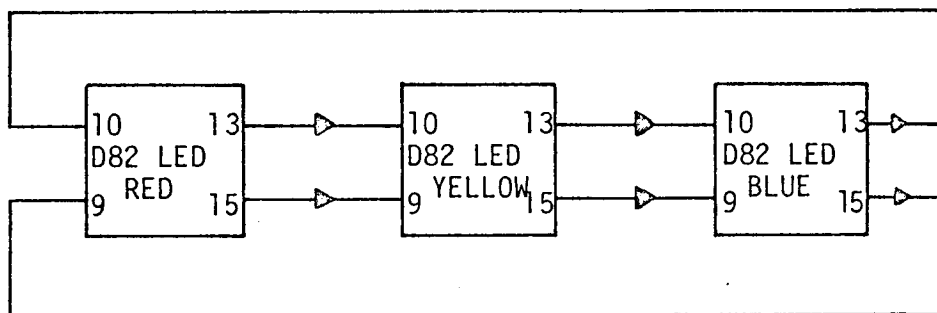 10 13
D82 LED
RED
9 15
10 13
D82 LED
YELLOW
9 15
10 13
D82 LED
BLUE
9 15